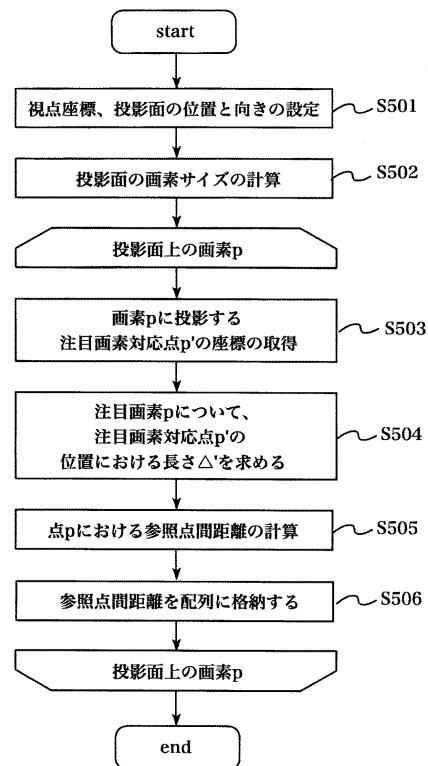 start
視点座標、投影面の位置と向きの設定
S501
投影面の画素サイズの計算
S502
投影面上の画素p
画素pに投影する
注目画素対応点p'の座標の取得
S503
注目画素pについて、
注目画素対応点p'の
位置における長さ△'を求める
S504
点pにおける参照点間距離の計算
S505
参照点間距離を配列に格納する
S506
投影面上の画素p
end